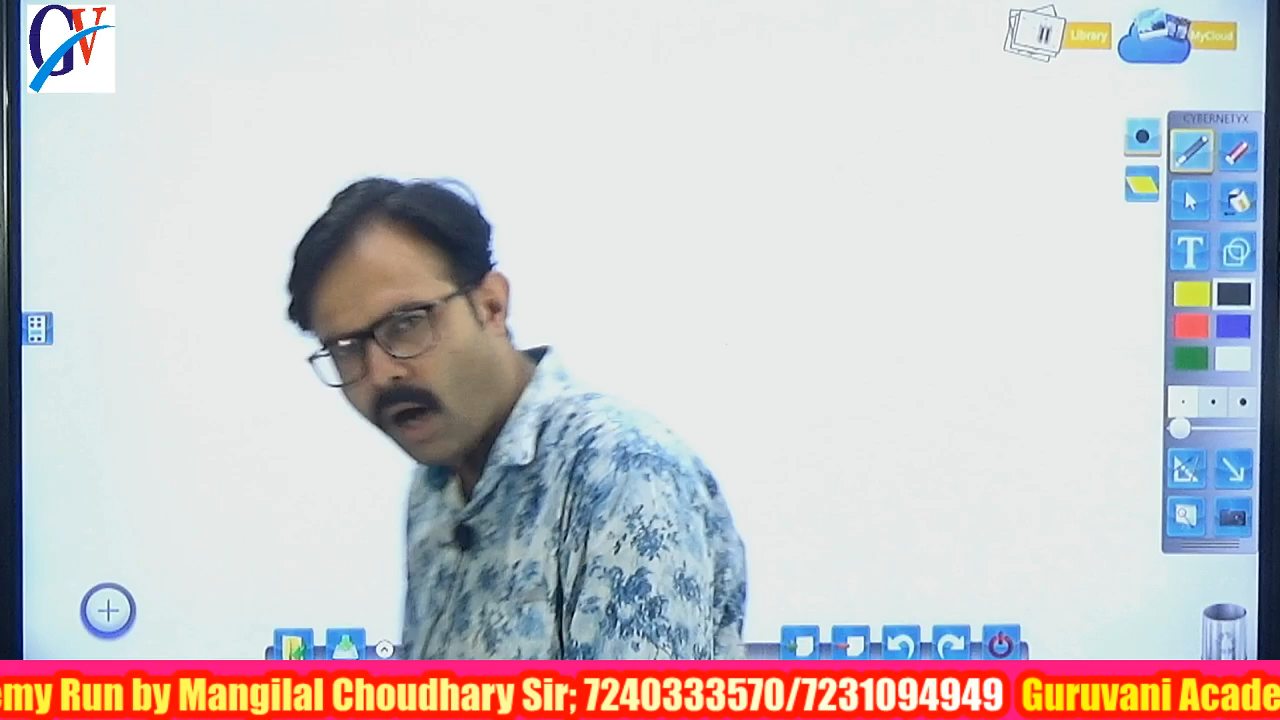 GV
Library
MyCloud
CYBERNETYX
T
emy Run by Mangilal Choudhary Sir; 7240333570/7231094949 Guruvani Acade